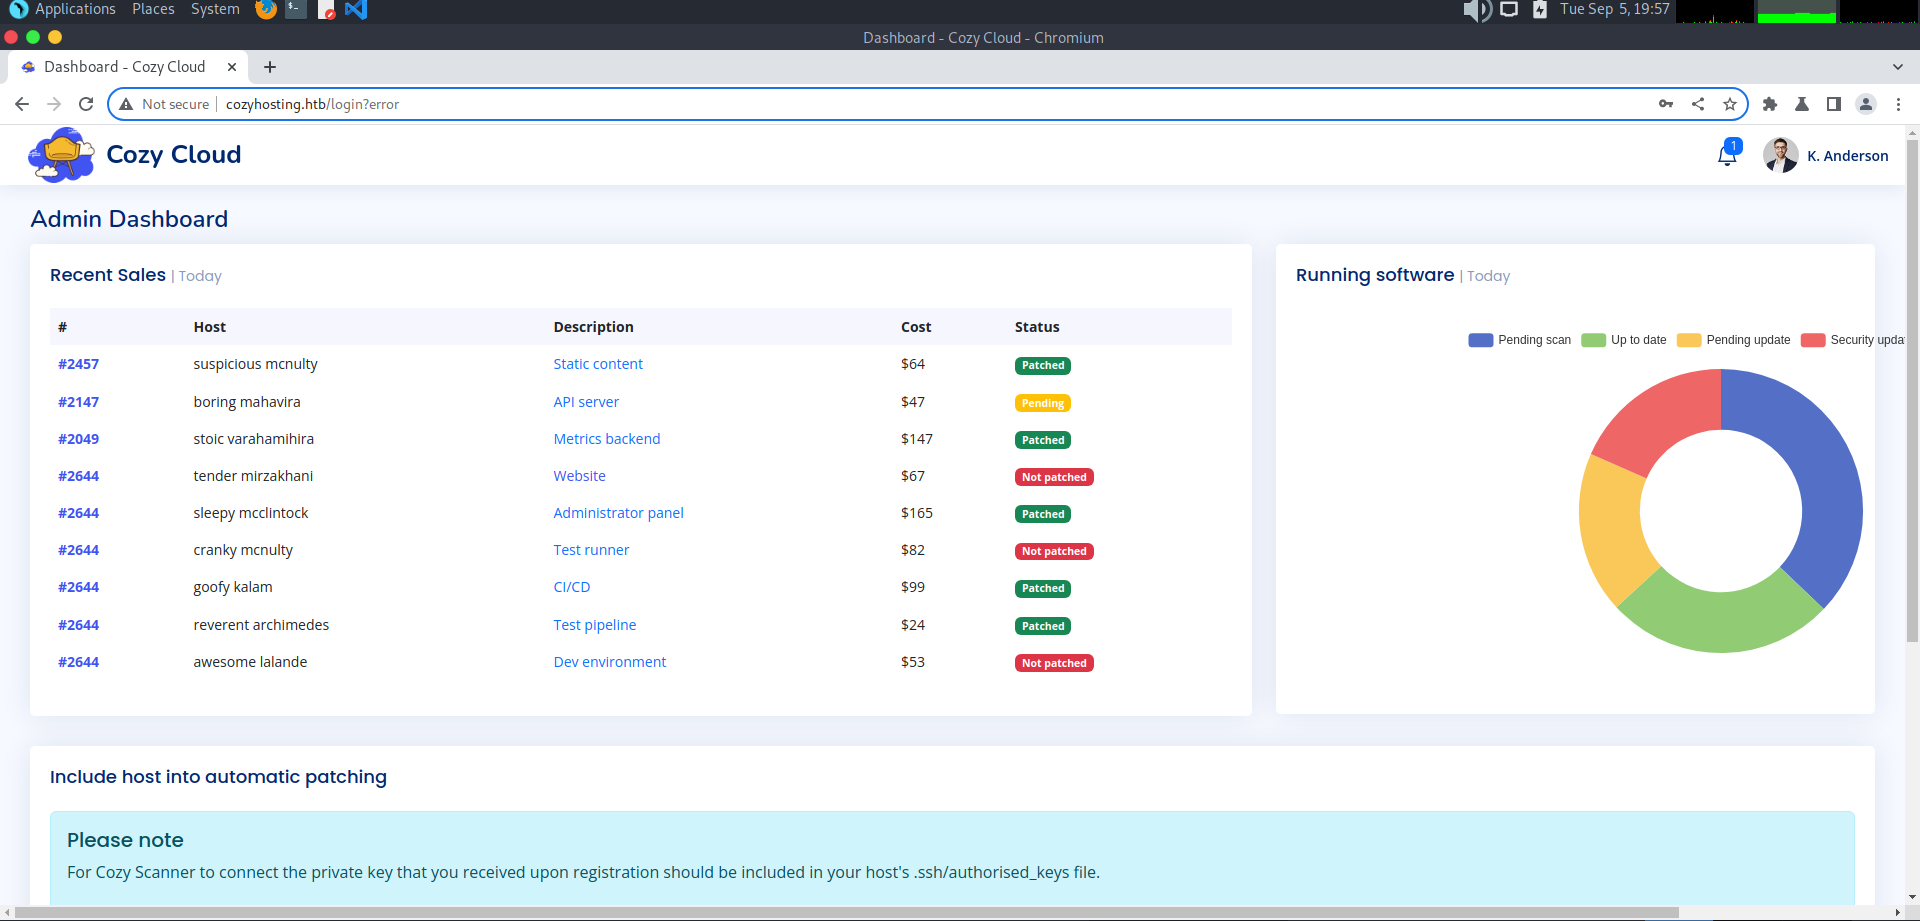 Applications Places System Tue Sep 5, 19:57
Dashboard - Cozy Cloud - Chromium
Dashboard - Cozy Cloud
Not secure cozyhosting.htb/login?error
Cozy Cloud 1 K. Anderson
Admin Dashboard
Recent Sales | Today
# Host Description Cost Status
#2457 suspicious mcnulty Static content $64 Patched
#2147 boring mahavira API server $47 Pending
#2049 stoic varahamihira Metrics backend $147 Patched
#2644 tender mirzakhani Website $67 Not patched
#2644 sleepy mcclintock Administrator panel $165 Patched
#2644 cranky mcnulty Test runner $82 Not patched
#2644 goofy kalam CI/CD $99 Patched
#2644 reverent archimedes Test pipeline $24 Patched
#2644 awesome lalande Dev environment $53 Not patched
Running software | Today
Pending scan Up to date Pending update Security upda
Include host into automatic patching
Please note
For Cozy Scanner to connect the private key that you received upon registration should be included in your host's .ssh/authorised_keys file.